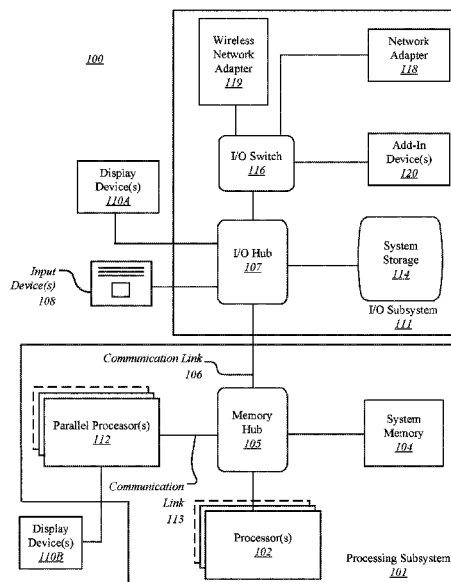 100
Wireless
Network
Adapter
119
Network
Adapter
118
I/O Switch
116
Add-In
Device(s)
120
Display
Device(s)
110A
I/O Hub
107
System
Storage
114
Input
Device(s)
108
I/O Subsystem
111
Communication Link
106
Parallel Processor(s)
112
Memory
Hub
105
System
Memory
104
Communication
Link
113
Display
Device(s)
110B
Processor(s)
102
Processing Subsystem
101